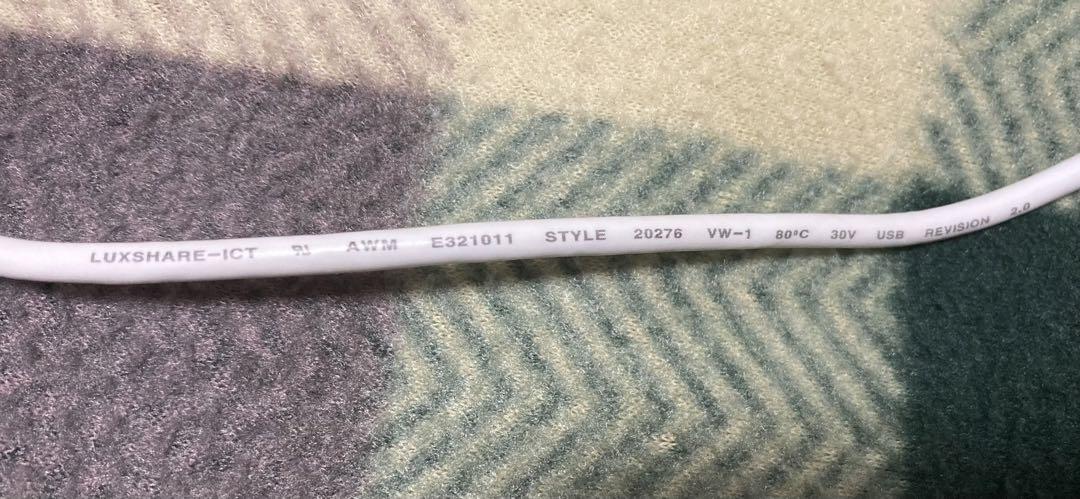 LUXSHARE-ICT AWM E321011 STYLE 20276 VW-1 80°C 30V USB REVISION 2.0